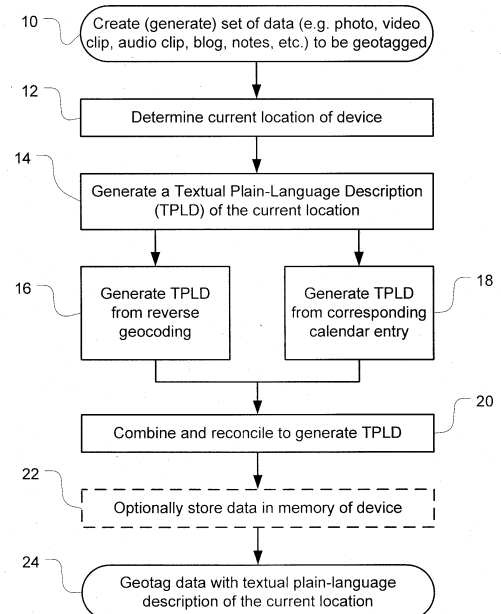 10
Create (generate) set of data (e.g. photo, video
clip, audio clip, blog, notes, etc.) to be geotagged
12
Determine current location of device
14
Generate a Textual Plain-Language Description
(TPLD) of the current location
16
Generate TPLD
from reverse
geocoding
18
Generate TPLD
from corresponding
calendar entry
20
Combine and reconcile to generate TPLD
22
Optionally store data in memory of device
24
Geotag data with textual plain-language
description of the current location